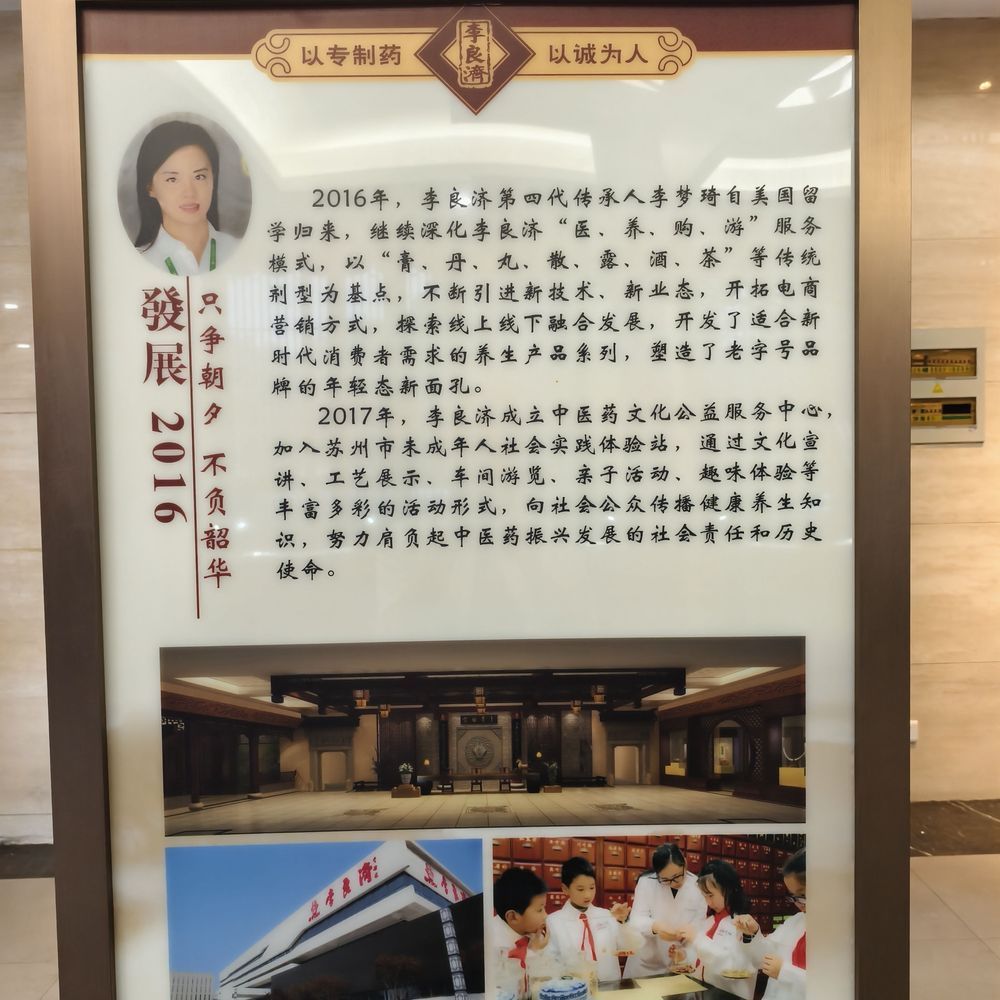 以专制药
李良濟
以诚为人
發展 2016
只争朝夕 不负韶华
2016年，李良济第四代传承人李梦琦自美国留
学归来，继续深化李良济“医、养、购、游”服务
模式，以“膏、丹、丸、散、露、酒、茶”等传统
剂型为基点，不断引进新技术、新业态，开拓电商
营销方式，探索线上线下融合发展，开发了适合新
时代消费者需求的养生产品系列，塑造了老字号品
牌的年轻态新面孔。
2017年，李良济成立中医药文化公益服务中心，
加入苏州市未成年人社会实践体验站，通过文化宣
讲、工艺展示、车间游览、亲子活动、趣味体验等
丰富多彩的活动形式，向社会公众传播健康养生知
识，努力肩负起中医药振兴发展的社会责任和历史
使命。
李良濟